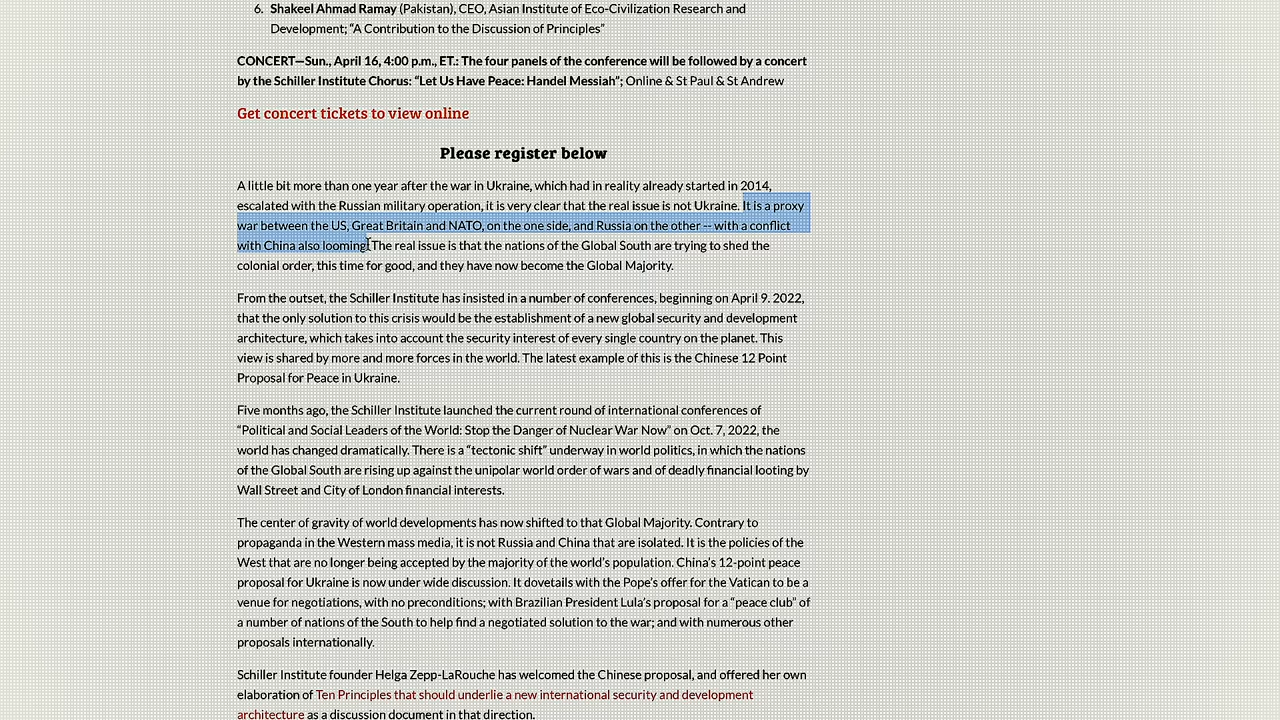 6. Shakeel Ahmad Ramay (Pakistan), CEO, Asian Institute of Eco-Civilization Research and
Development; “A Contribution to the Discussion of Principles”
CONCERT—Sun., April 16, 4:00 p.m., ET.: The four panels of the conference will be followed by a concert
by the Schiller Institute Chorus: “Let Us Have Peace: Handel Messiah”; Online & St Paul & St Andrew
Get concert tickets to view online
Please register below
A little bit more than one year after the war in Ukraine, which had in reality already started in 2014,
escalated with the Russian military operation, it is very clear that the real issue is not Ukraine. It is a proxy
war between the US, Great Britain and NATO, on the one side, and Russia on the other -- with a conflict
with China also looming. The real issue is that the nations of the Global South are trying to shed the
colonial order, this time for good, and they have now become the Global Majority.
From the outset, the Schiller Institute has insisted in a number of conferences, beginning on April 9. 2022,
that the only solution to this crisis would be the establishment of a new global security and development
architecture, which takes into account the security interest of every single country on the planet. This
view is shared by more and more forces in the world. The latest example of this is the Chinese 12 Point
Proposal for Peace in Ukraine.
Five months ago, the Schiller Institute launched the current round of international conferences of
“Political and Social Leaders of the World: Stop the Danger of Nuclear War Now” on Oct. 7, 2022, the
world has changed dramatically. There is a “tectonic shift” underway in world politics, in which the nations
of the Global South are rising up against the unipolar world order of wars and of deadly financial looting by
Wall Street and City of London financial interests.
The center of gravity of world developments has now shifted to that Global Majority. Contrary to
propaganda in the Western mass media, it is not Russia and China that are isolated. It is the policies of the
West that are no longer being accepted by the majority of the world’s population. China’s 12-point peace
proposal for Ukraine is now under wide discussion. It dovetails with the Pope’s offer for the Vatican to be a
venue for negotiations, with no preconditions; with Brazilian President Lula’s proposal for a “peace club” of
a number of nations of the South to help find a negotiated solution to the war; and with numerous other
proposals internationally.
Schiller Institute founder Helga Zepp-LaRouche has welcomed the Chinese proposal, and offered her own
elaboration of Ten Principles that should underlie a new international security and development
architecture as a discussion document in that direction.